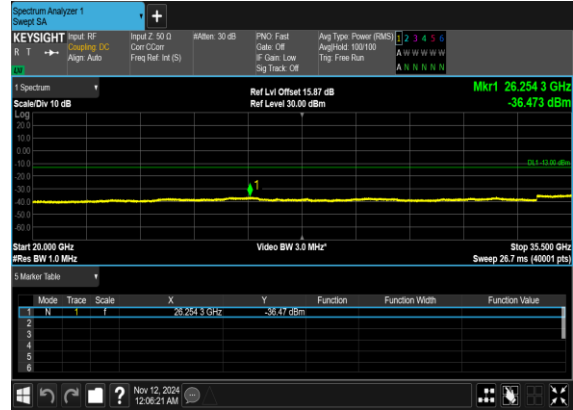 Spectrum Analyzer 1
Swept SA
KEYSIGHT
R T
LM
Input: RF
Coupling: DC
Align: Auto
Input Z: 50 Ω
Corr CCorr
Freq Ref: Int (S)
#Atten: 30 dB
PNO: Fast
Gate: Off
IF Gain: Low
Sig Track: Off
Avg Type: Power (RMS)
Avg|Hold: 100/100
Trig: Free Run
1 2 3 4 5 6
A W W W W W
A N N N N N
1 Spectrum
Scale/Div 10 dB
Ref Lvl Offset 15.87 dB
Ref Level 30.00 dBm
Mkr1 26.254 3 GHz
-36.473 dBm
Log
20.0
10.0
0.00
-10.0
-20.0
-30.0
-40.0
-50.0
-60.0
DL1 -13.00 dBm
1
Start 20.000 GHz
#Res BW 1.0 MHz
Video BW 3.0 MHz*
Stop 35.500 GHz
Sweep 26.7 ms (40001 pts)
5 Marker Table
Mode Trace Scale X Y Function Function Width Function Value
1 N 1 f 26.254 3 GHz -36.47 dBm
2
3
4
5
6
Nov 12, 2024
12:06:21 AM